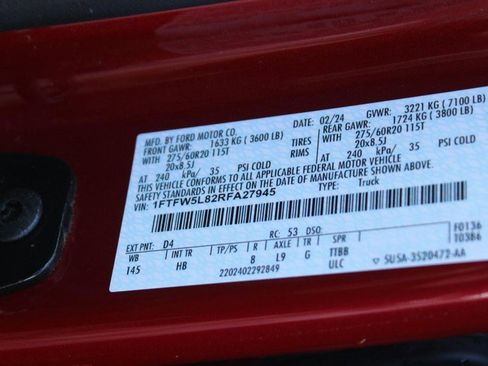 MFD. BY FORD MOTOR CO.
DATE: 02/24 GVWR: 3221 KG ( 7100 LB)
FRONT GAWR: 1633 KG ( 3600 LB) REAR GAWR: 1724 KG ( 3800 LB)
WITH 275/60R20 115T TIRES WITH 275/60R20 115T
20x8.5J RIMS 20x8.5J
AT 240 kPa/ 35 PSI COLD AT 240 kPa/ 35 PSI COLD
THIS VEHICLE CONFORMS TO ALL APPLICABLE FEDERAL MOTOR VEHICLE
SAFETY STANDARDS IN EFFECT ON THE DATE OF MANUFACTURE SHOWN ABOVE.
VIN: 1FTFW5L82RFA27945 TYPE: Truck
EXT PNT: D4 RC: 53 DSO: F0136
WB INT TR TP/PS R AXLE TR SPR T0386
145 HB 8 L9 G TTBB
2202402292849 ULC ▽ 5USA-3520472-AA